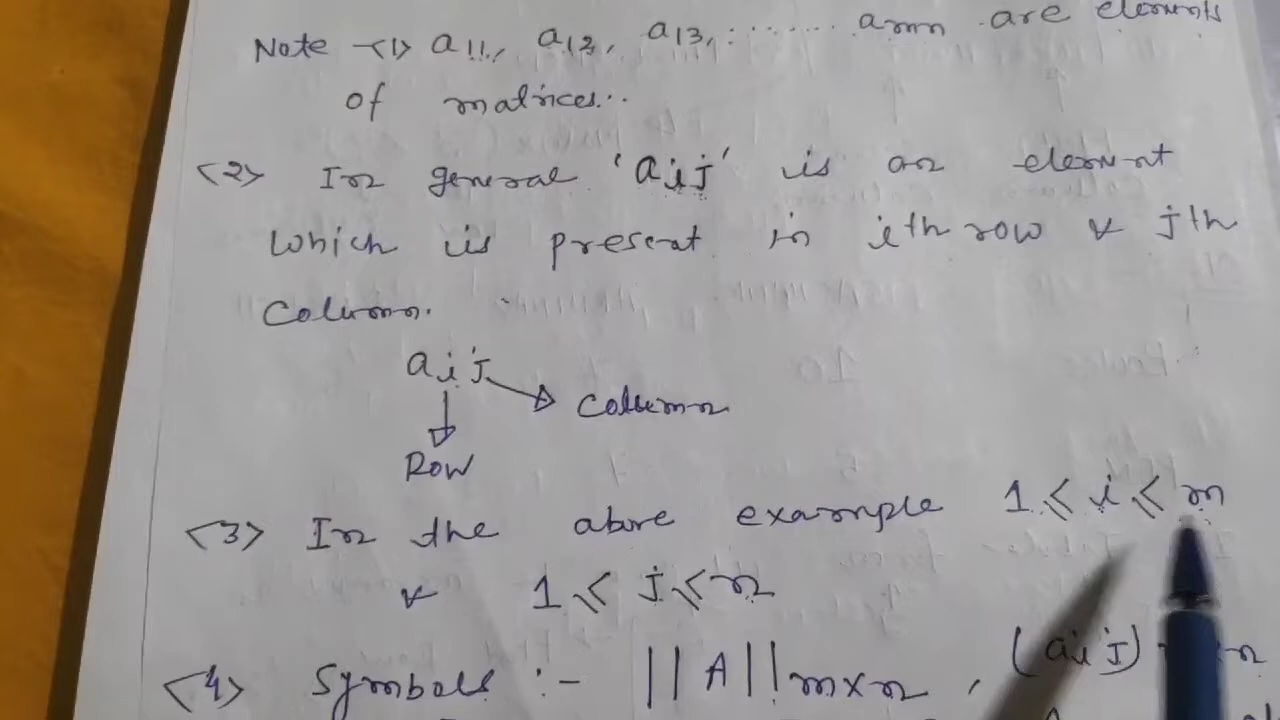 Note <1> a11, a12, a13, ........ amn are elements
of matrices...
<2> In general 'aij' is an element
which is present in ith row & jth
Column.
aij
Column
Row
<3> In the above example 1 ≤ i ≤ m
& 1 ≤ j ≤ n
<4> Symbols :- ||A||m×n , (aij)